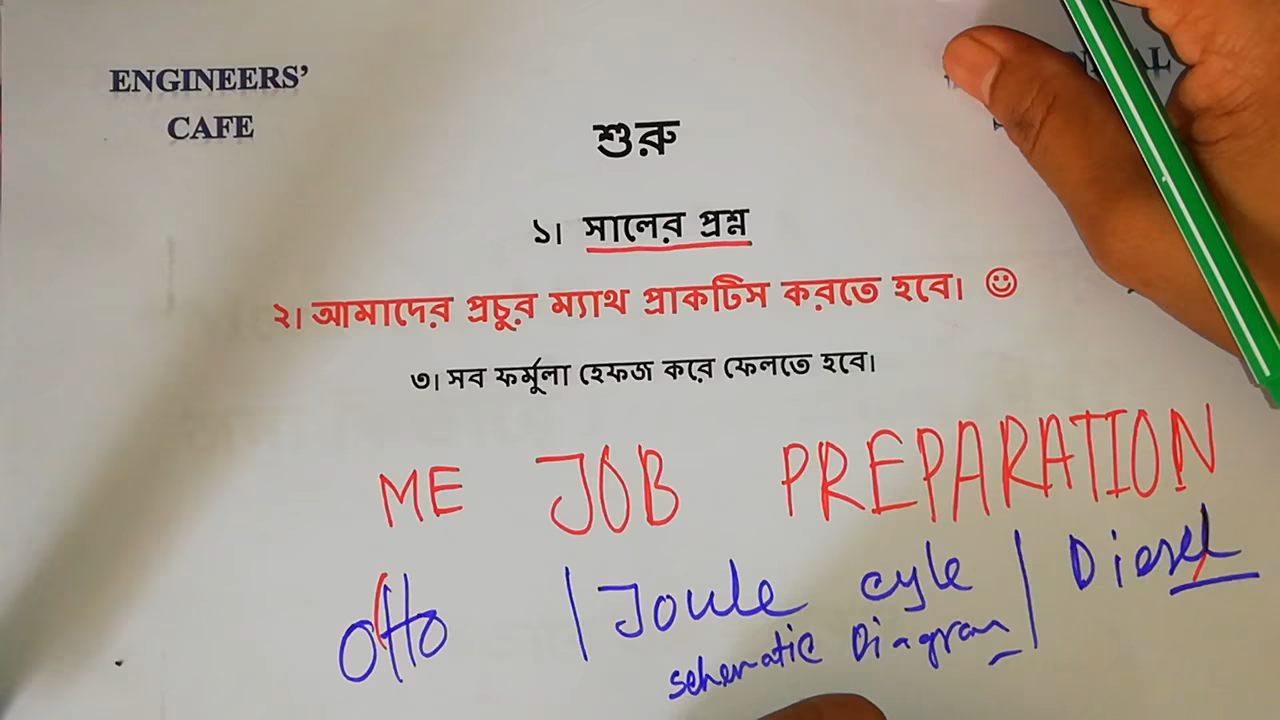 ENGINEERS'
CAFE
শুরু
১। সালের প্রশ্ন
২। আমাদের প্রচুর ম্যাথ প্রাকটিস করতে হবে। ☺
৩। সব ফর্মুলা হেফজ করে ফেলতে হবে।
ME JOB PREPARATION
Otto | Joule cyle | Diesel
schematic Diagram